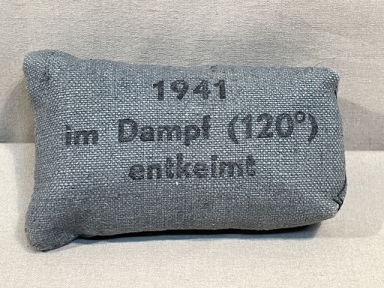 1941
im Dampf (120°)
entkeimt